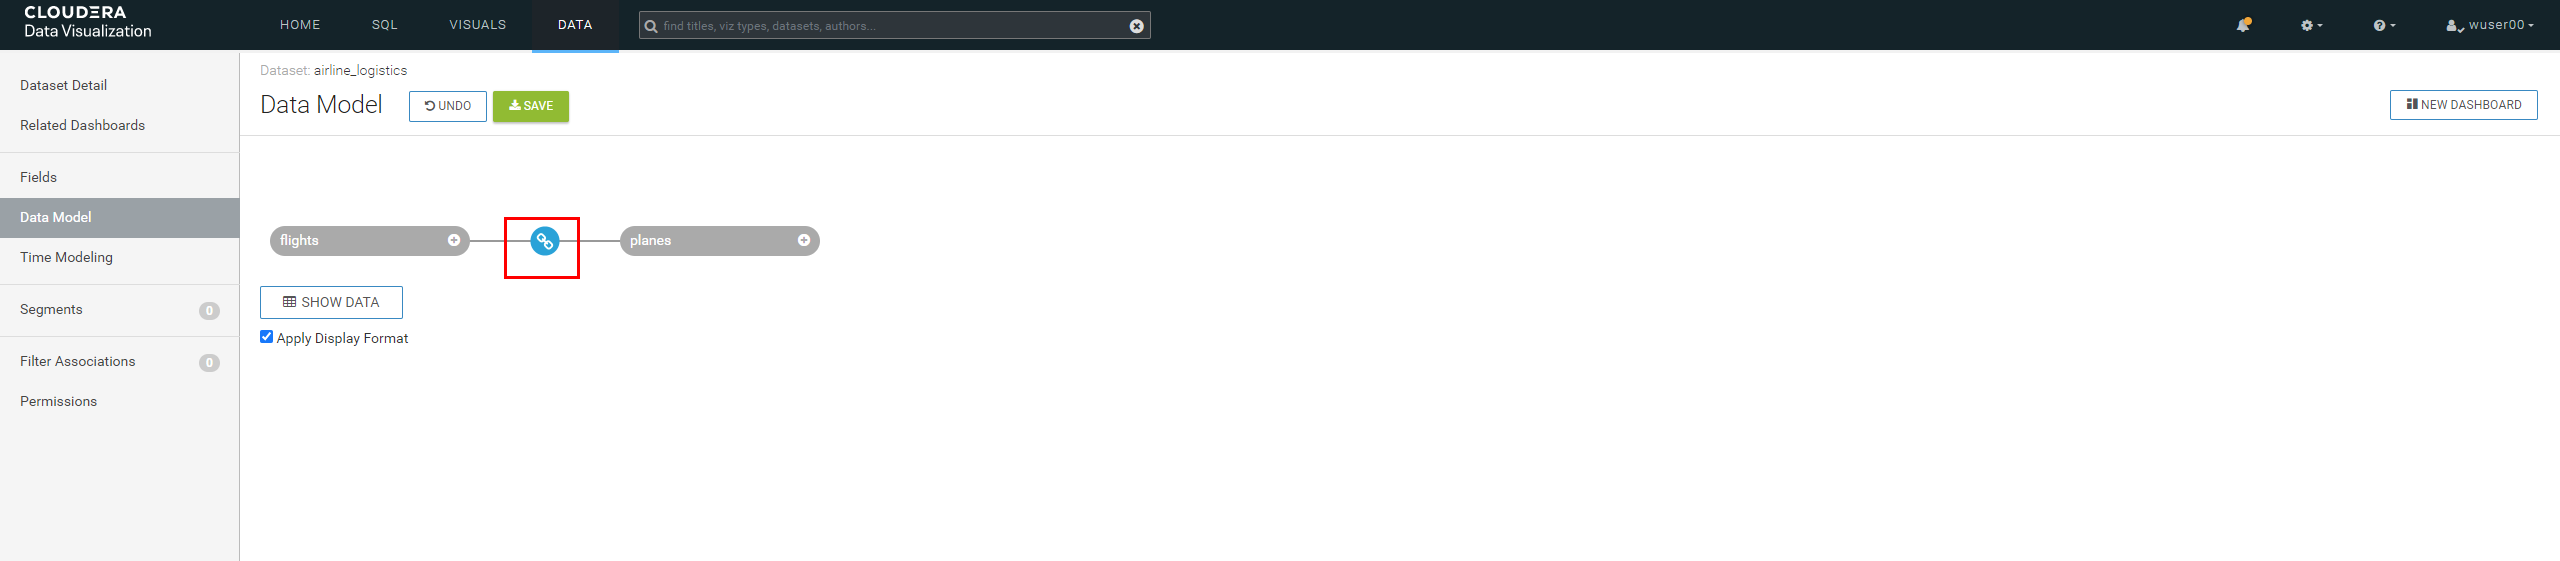 CLOUDERA
Data Visualization
HOME
SQL
VISUALS
DATA
find titles, viz types, datasets, authors...
wuser00
Dataset Detail
Related Dashboards
Fields
Data Model
Time Modeling
Segments 0
Filter Associations 0
Permissions
Dataset: airline_logistics
Data Model
UNDO
SAVE
NEW DASHBOARD
flights
planes
SHOW DATA
Apply Display Format